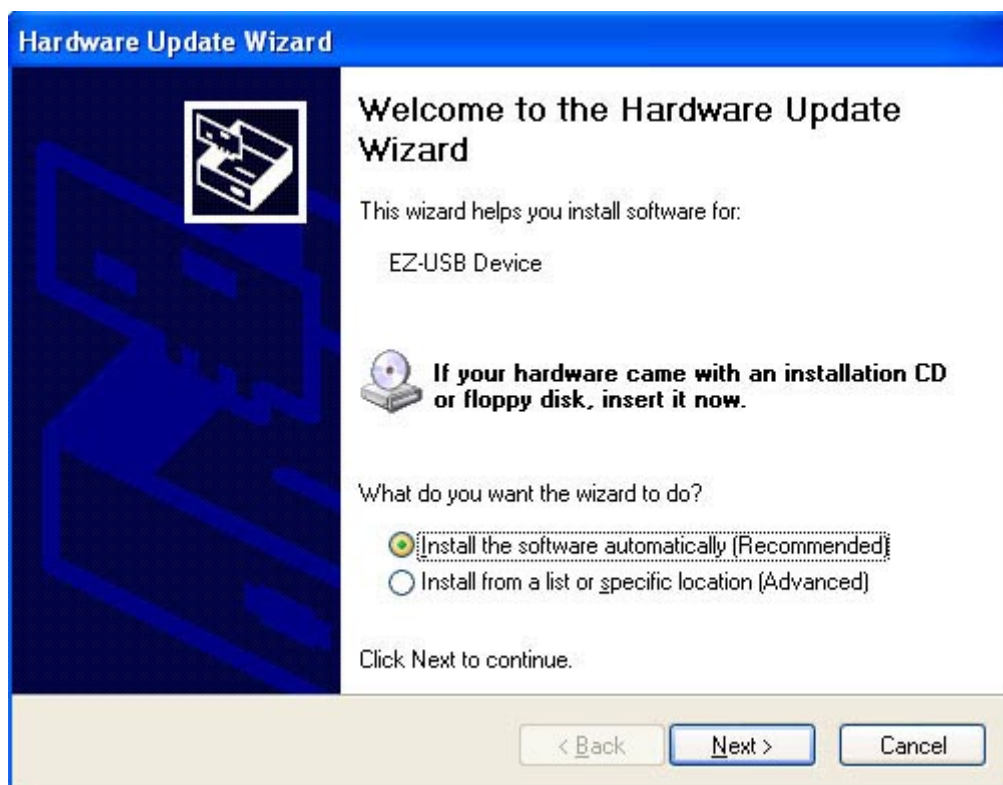 Hardware Update Wizard
Welcome to the Hardware Update
Wizard
This wizard helps you install software for:
EZ-USB Device
If your hardware came with an installation CD
or floppy disk, insert it now.
What do you want the wizard to do?
Install the software automatically (Recommended)
Install from a list or specific location (Advanced)
Click Next to continue.
< Back
Next >
Cancel